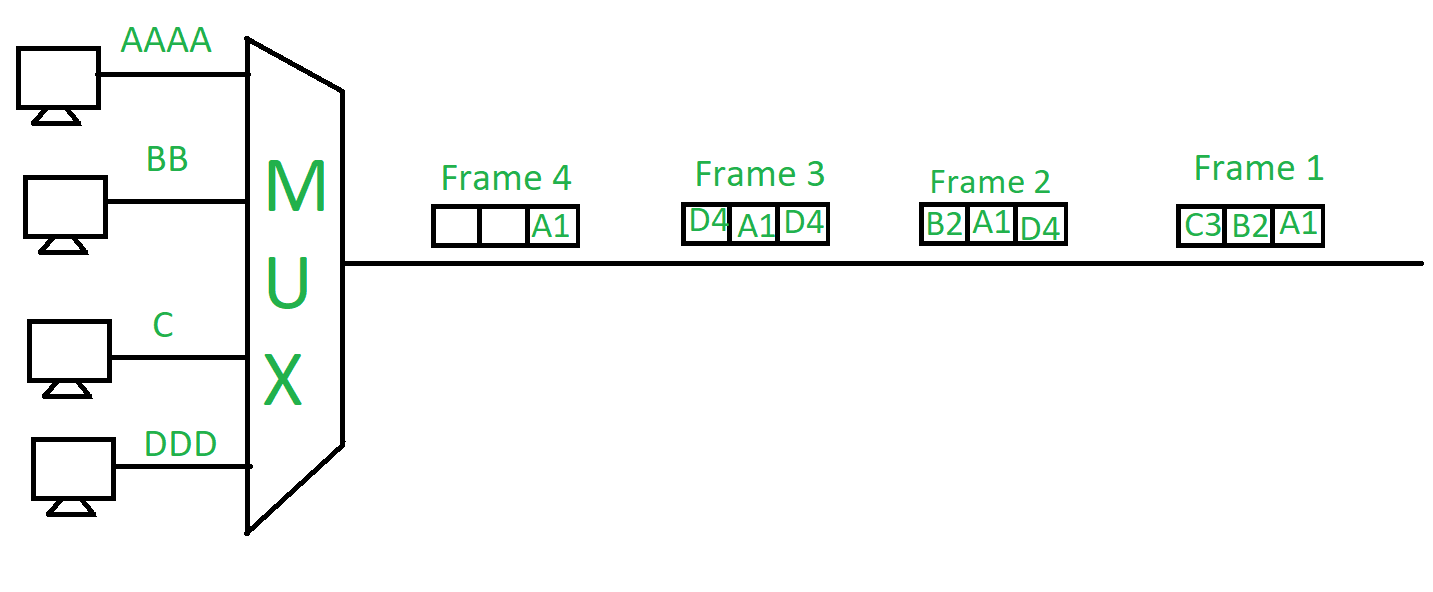 AAAA
BB
C
DDD
M
U
X
Frame 4
A1
Frame 3
D4 A1 D4
Frame 2
B2 A1 D4
Frame 1
C3 B2 A1